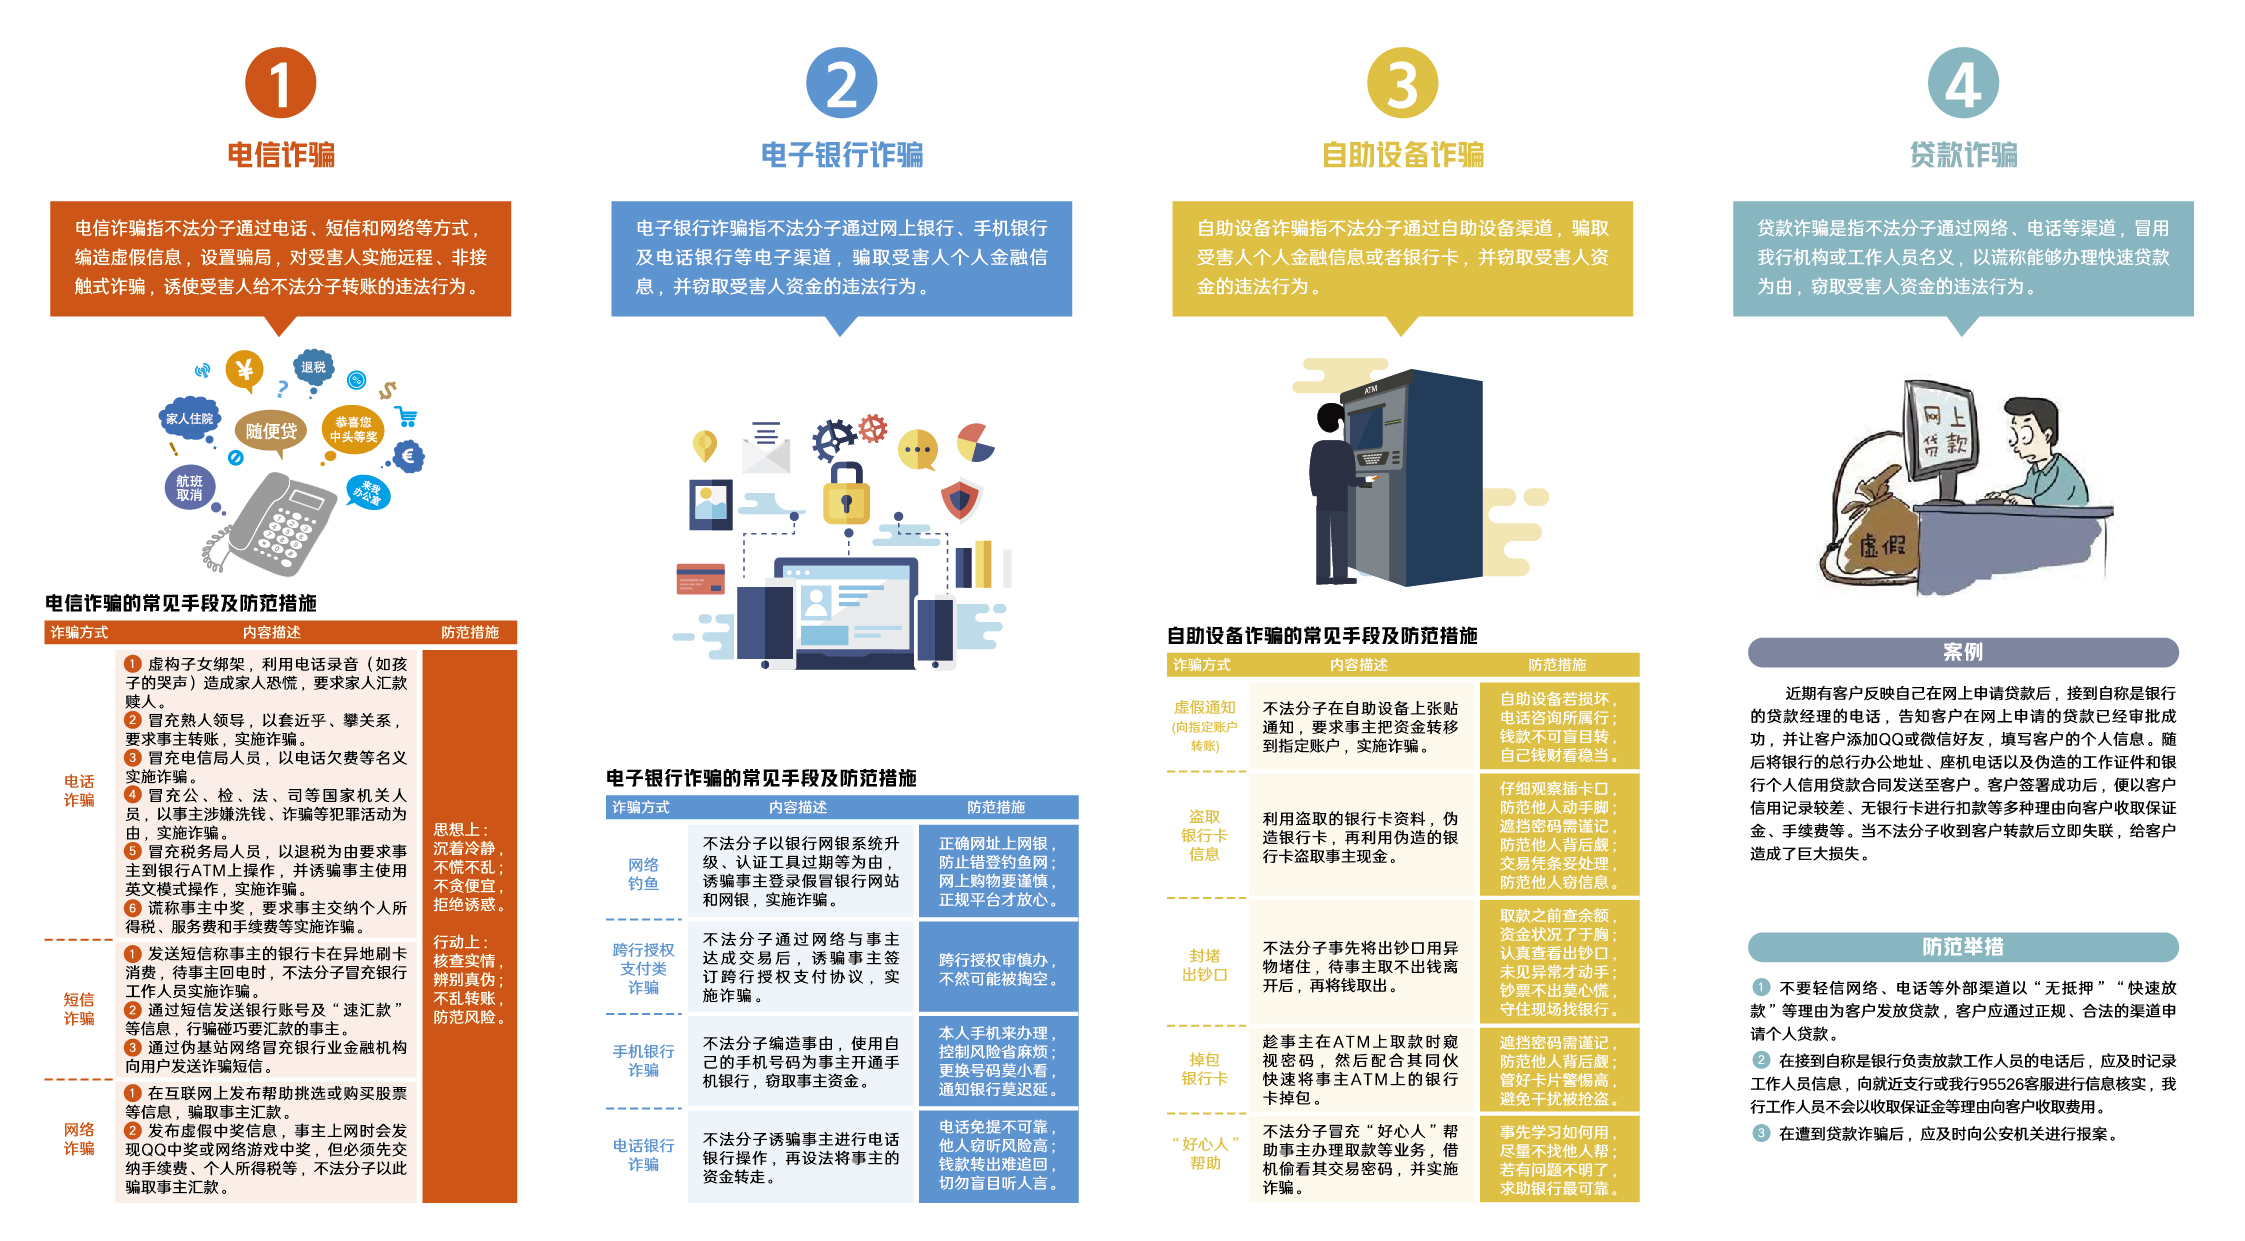 1
电信诈骗
电信诈骗指不法分子通过电话、短信和网络等方式，
编造虚假信息，设置骗局，对受害人实施远程、非接
触式诈骗，诱使受害人给不法分子转账的违法行为。
¥
退税
?
%
$
家人住院
随便贷
恭喜您
中头等奖
!
€
航班
取消
来我
办公室
电信诈骗的常见手段及防范措施
诈骗方式 内容描述 防范措施
电话
诈骗
1 虚构子女绑架，利用电话录音（如孩
子的哭声）造成家人恐慌，要求家人汇款
赎人。
2 冒充熟人领导，以套近乎、攀关系，
要求事主转账，实施诈骗。
3 冒充电信局人员，以电话欠费等名义
实施诈骗。
4 冒充公、检、法、司等国家机关人
员，以事主涉嫌洗钱、诈骗等犯罪活动为
由，实施诈骗。
5 冒充税务局人员，以退税为由要求事
主到银行ATM上操作，并诱骗事主使用
英文模式操作，实施诈骗。
6 谎称事主中奖，要求事主交纳个人所
得税、服务费和手续费等实施诈骗。
短信
诈骗
1 发送短信称事主的银行卡在异地刷卡
消费，待事主回电时，不法分子冒充银行
工作人员实施诈骗。
2 通过短信发送银行账号及“速汇款”
等信息，行骗碰巧要汇款的事主。
3 通过伪基站网络冒充银行业金融机构
向用户发送诈骗短信。
网络
诈骗
1 在互联网上发布帮助挑选或购买股票
等信息，骗取事主汇款。
2 发布虚假中奖信息，事主上网时会发
现QQ中奖或网络游戏中奖，但必须先交
纳手续费、个人所得税等，不法分子以此
骗取事主汇款。
思想上：
沉着冷静，
不慌不乱；
不贪便宜，
拒绝诱惑。
行动上：
核查实情，
辨别真伪；
不乱转账，
防范风险。
2
电子银行诈骗
电子银行诈骗指不法分子通过网上银行、手机银行
及电话银行等电子渠道，骗取受害人个人金融信
息，并窃取受害人资金的违法行为。
电子银行诈骗的常见手段及防范措施
诈骗方式 内容描述 防范措施
网络
钓鱼
不法分子以银行网银系统升
级、认证工具过期等为由，
诱骗事主登录假冒银行网站
和网银，实施诈骗。
正确网址上网银，
防止错登钓鱼网；
网上购物要谨慎，
正规平台才放心。
跨行授权
支付类
诈骗
不法分子通过网络与事主
达成交易后，诱骗事主签
订跨行授权支付协议，实
施诈骗。
跨行授权审慎办，
不然可能被掏空。
手机银行
诈骗
不法分子编造事由，使用自
己的手机号码为事主开通手
机银行，窃取事主资金。
本人手机来办理，
控制风险省麻烦；
更换号码莫小看，
通知银行莫迟延。
电话银行
诈骗
不法分子诱骗事主进行电话
银行操作，再设法将事主的
资金转走。
电话免提不可靠，
他人窃听风险高；
钱款转出难追回，
切勿盲目听人言。
3
自助设备诈骗
自助设备诈骗指不法分子通过自助设备渠道，骗取
受害人个人金融信息或者银行卡，并窃取受害人资
金的违法行为。
ATM
自助设备诈骗的常见手段及防范措施
诈骗方式 内容描述 防范措施
虚假通知
(向指定账户
转账)
不法分子在自助设备上张贴
通知，要求事主把资金转移
到指定账户，实施诈骗。
自助设备若损坏，
电话咨询所属行；
钱款不可盲目转，
自己钱财看稳当。
盗取
银行卡
信息
利用盗取的银行卡资料，伪
造银行卡，再利用伪造的银
行卡盗取事主现金。
仔细观察插卡口，
防范他人动手脚；
遮挡密码需谨记，
防范他人背后觑；
交易凭条妥处理，
防范他人窃信息。
封堵
出钞口
不法分子事先将出钞口用异
物堵住，待事主取不出钱离
开后，再将钱取出。
取款之前查余额，
资金状况了于胸；
认真查看出钞口，
未见异常才动手；
钞票不出莫心慌，
守住现场找银行。
掉包
银行卡
趁事主在ATM上取款时窥
视密码，然后配合其同伙
快速将事主ATM上的银行
卡掉包。
遮挡密码需谨记，
防范他人背后觑；
管好卡片警惕高，
避免干扰被抢盗。
“好心人”
帮助
不法分子冒充“好心人”帮
助事主办理取款等业务，借
机偷看其交易密码，并实施
诈骗。
事先学习如何用，
尽量不找他人帮；
若有问题不明了，
求助银行最可靠。
4
贷款诈骗
贷款诈骗是指不法分子通过网络、电话等渠道，冒用
我行机构或工作人员名义，以谎称能够办理快速贷款
为由，窃取受害人资金的违法行为。
网上
贷款
虚假
案例
近期有客户反映自己在网上申请贷款后，接到自称是银行
的贷款经理的电话，告知客户在网上申请的贷款已经审批成
功，并让客户添加QQ或微信好友，填写客户的个人信息。随
后将银行的总行办公地址、座机电话以及伪造的工作证件和银
行个人信用贷款合同发送至客户。客户签署成功后，便以客户
信用记录较差、无银行卡进行扣款等多种理由向客户收取保证
金、手续费等。当不法分子收到客户转款后立即失联，给客户
造成了巨大损失。
防范举措
1 不要轻信网络、电话等外部渠道以“无抵押”“快速放
款”等理由为客户发放贷款，客户应通过正规、合法的渠道申
请个人贷款。
2 在接到自称是银行负责放款工作人员的电话后，应及时记录
工作人员信息，向就近支行或我行95526客服进行信息核实，我
行工作人员不会以收取保证金等理由向客户收取费用。
3 在遭到贷款诈骗后，应及时向公安机关进行报案。